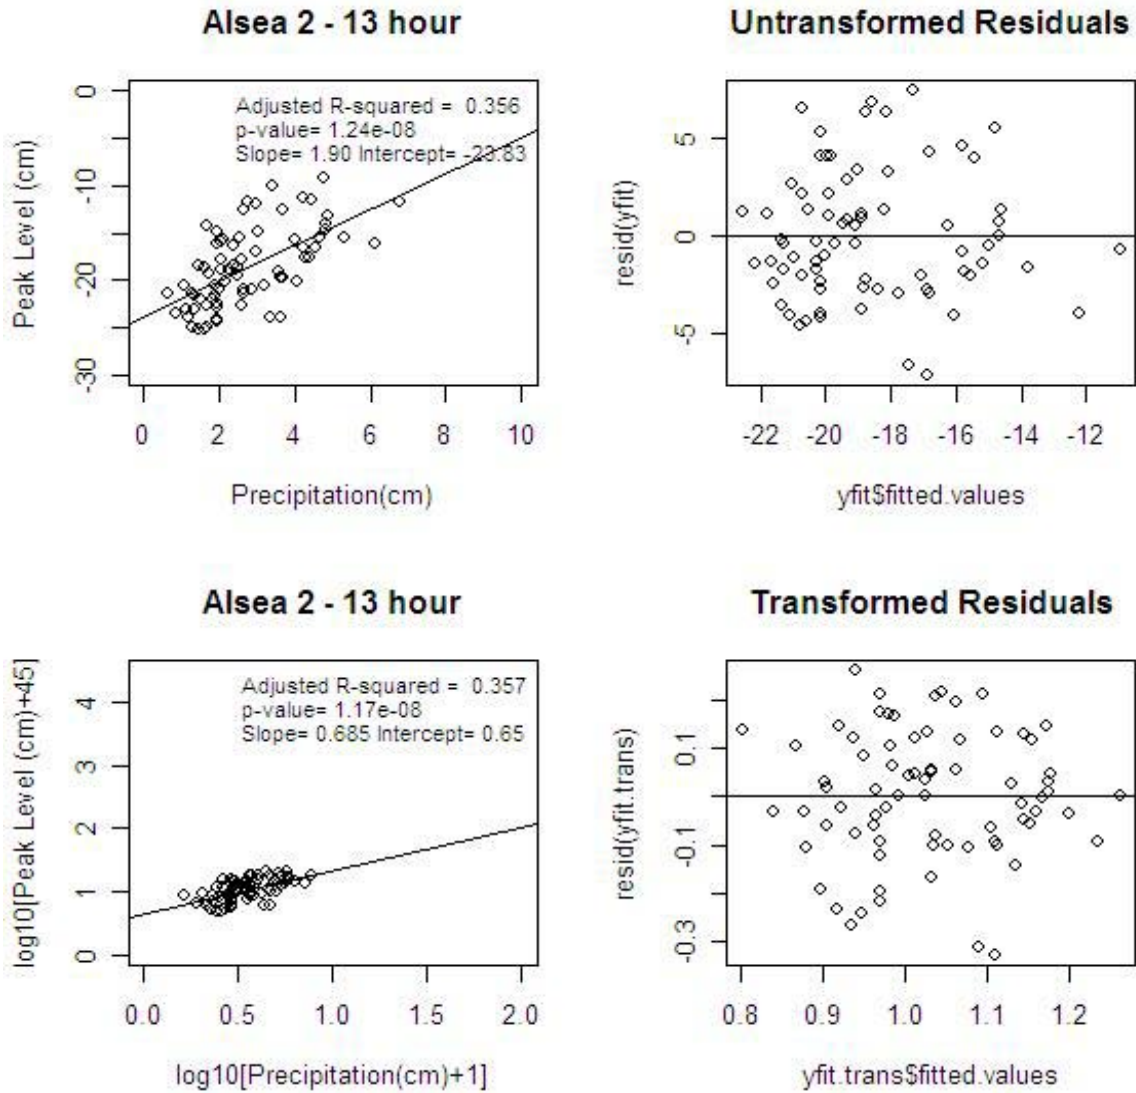 Alsea 2 - 13 hour
Adjusted R-squared = 0.356
p-value= 1.24e-08
Slope= 1.90 Intercept= -23.83
Peak Level (cm)
0
-10
-20
-30
0 2 4 6 8 10
Precipitation(cm)
Untransformed Residuals
resid(yfit)
5
0
-5
-22 -20 -18 -16 -14 -12
yfit$fitted.values
Alsea 2 - 13 hour
Adjusted R-squared = 0.357
p-value= 1.17e-08
Slope= 0.685 Intercept= 0.65
log10[Peak Level (cm)+45]
4
3
2
1
0
0.0 0.5 1.0 1.5 2.0
log10[Precipitation(cm)+1]
Transformed Residuals
resid(yfit.trans)
0.1
-0.1
-0.3
0.8 0.9 1.0 1.1 1.2
yfit.trans$fitted.values